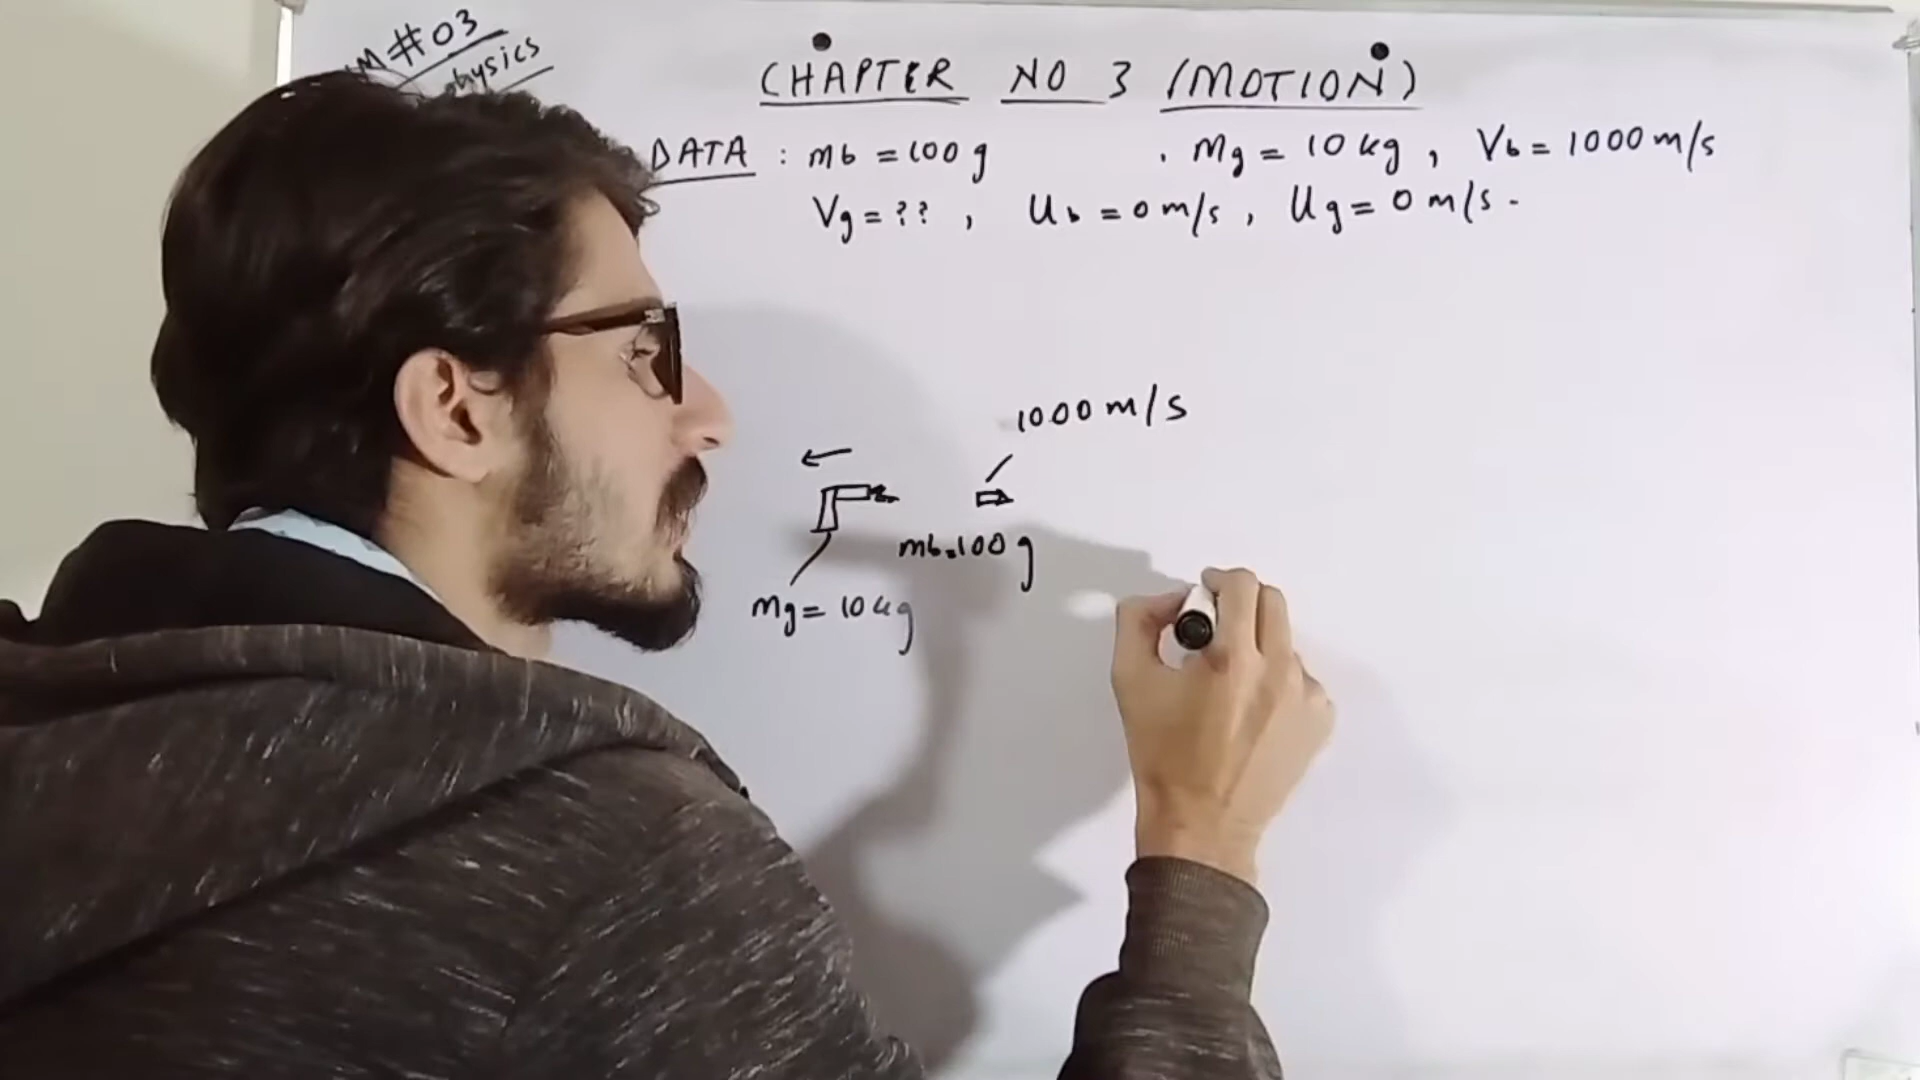 M#03
physics
CHAPTER NO 3 (MOTION)
DATA : mb = 100 g . Mg = 10 kg , Vb = 1000 m/s
Vg = ?? , Ub = 0 m/s , Ug = 0 m/s .
1000 m/s
mb=100 g
Mg = 10 kg